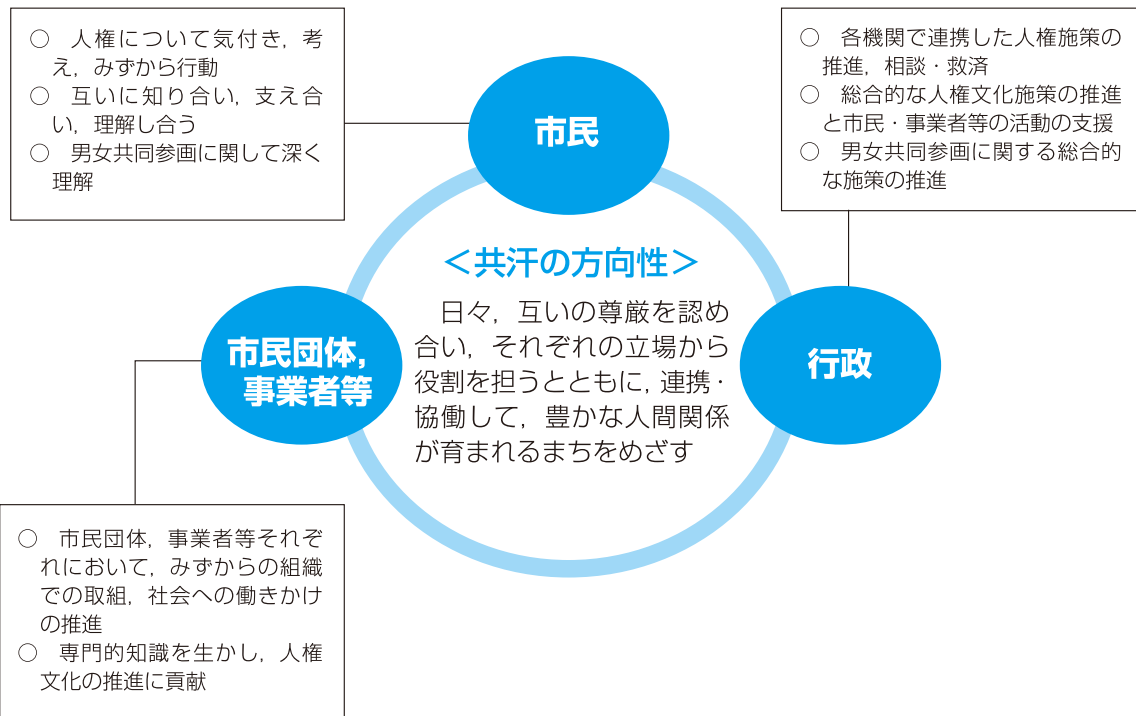 ○　人権について気付き，考
え，みずから行動
○　互いに知り合い，支え合
い，理解し合う
○　男女共同参画に関して深く
理解
○　各機関で連携した人権施策の
推進，相談・救済
○　総合的な人権文化施策の推進
と市民・事業者等の活動の支援
○　男女共同参画に関する総合的
な施策の推進
市民
＜共汗の方向性＞
日々，互いの尊厳を認め
合い，それぞれの立場から
役割を担うとともに，連携・
協働して，豊かな人間関係
が育まれるまちをめざす
市民団体，
事業者等
行政
○　市民団体，事業者等それぞ
れにおいて，みずからの組織
での取組，社会への働きかけ
の推進
○　専門的知識を生かし，人権
文化の推進に貢献